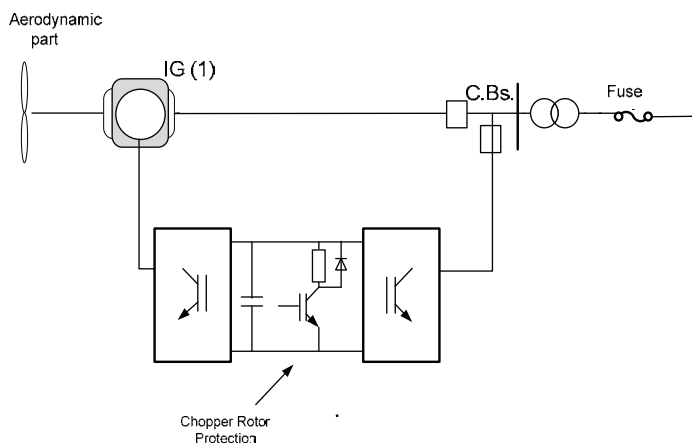 Aerodynamic
part
IG (1)
C.Bs.
Fuse
Chopper Rotor
Protection